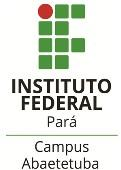 INSTITUTO
FEDERAL
Pará
Campus
Abaetetuba